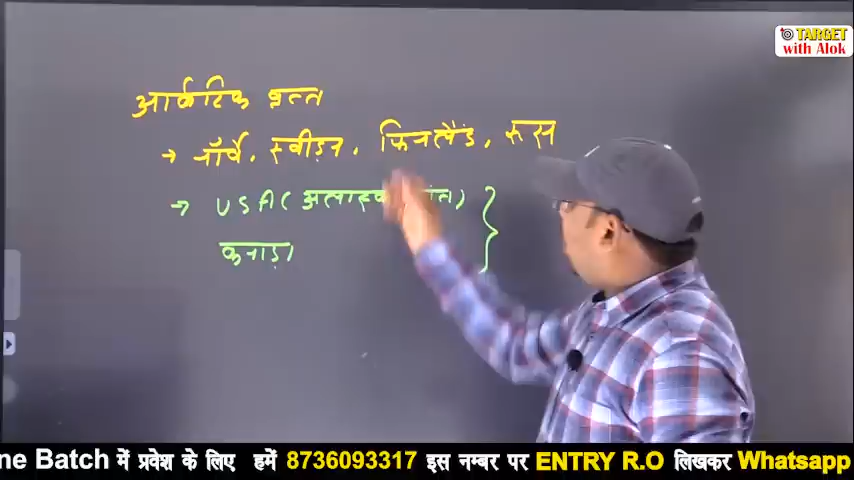 TARGET
with Alok
आर्कटिक वृत्त
→ नॉर्वे, स्वीडन, फिनलैंड, रूस
→ USA (अलास्का
कनाडा
ne Batch में प्रवेश के लिए हमें 8736093317 इस नम्बर पर ENTRY R.O लिखकर Whatsapp